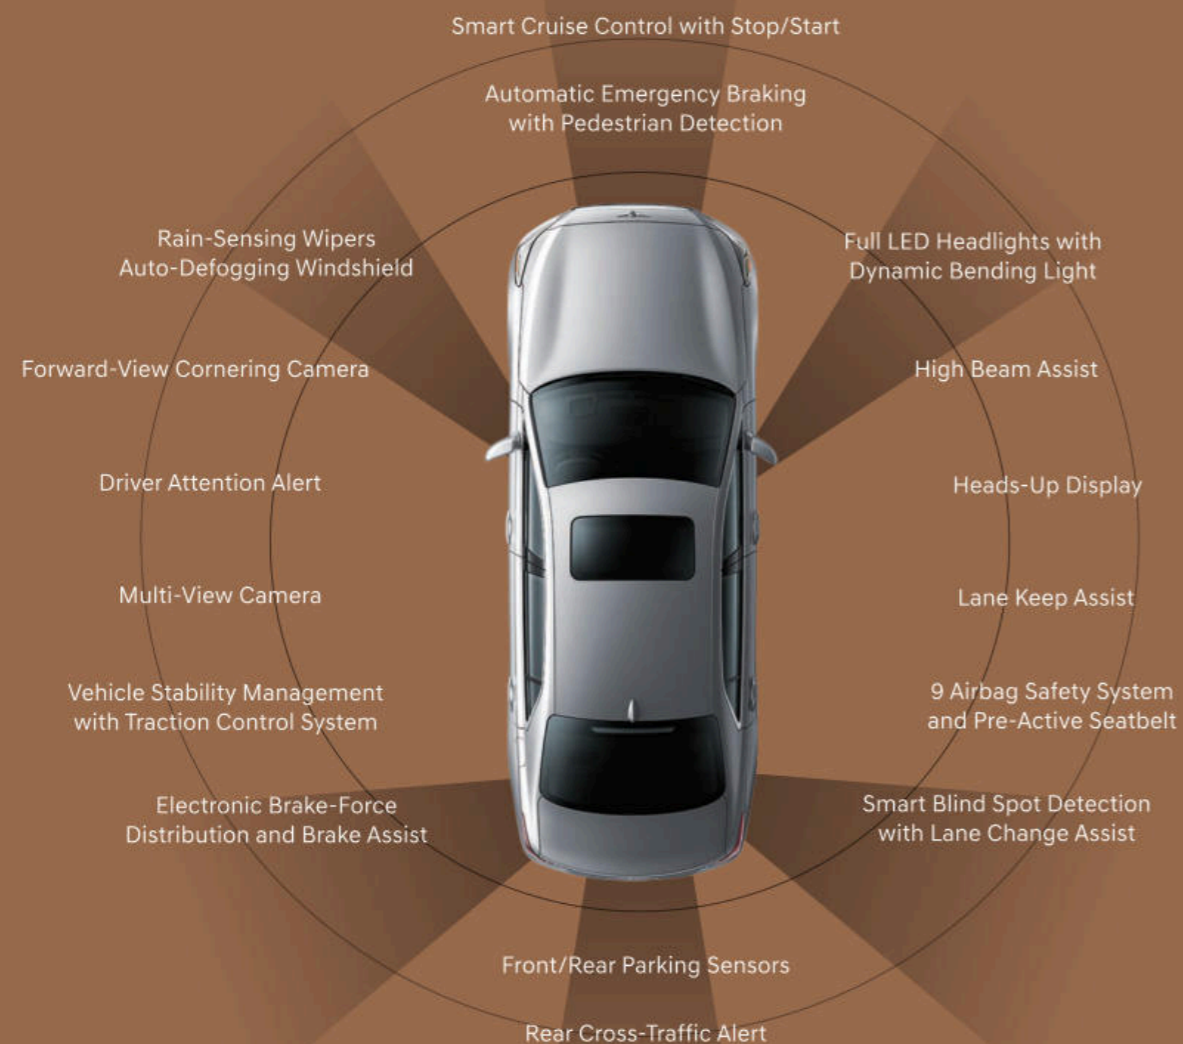 Smart Cruise Control with Stop/Start
Automatic Emergency Braking
with Pedestrian Detection
Rain-Sensing Wipers
Auto-Defogging Windshield
Full LED Headlights with
Dynamic Bending Light
Forward-View Cornering Camera
High Beam Assist
Driver Attention Alert
Heads-Up Display
Multi-View Camera
Lane Keep Assist
Vehicle Stability Management
with Traction Control System
9 Airbag Safety System
and Pre-Active Seatbelt
Electronic Brake-Force
Distribution and Brake Assist
Smart Blind Spot Detection
with Lane Change Assist
Front/Rear Parking Sensors
Rear Cross-Traffic Alert